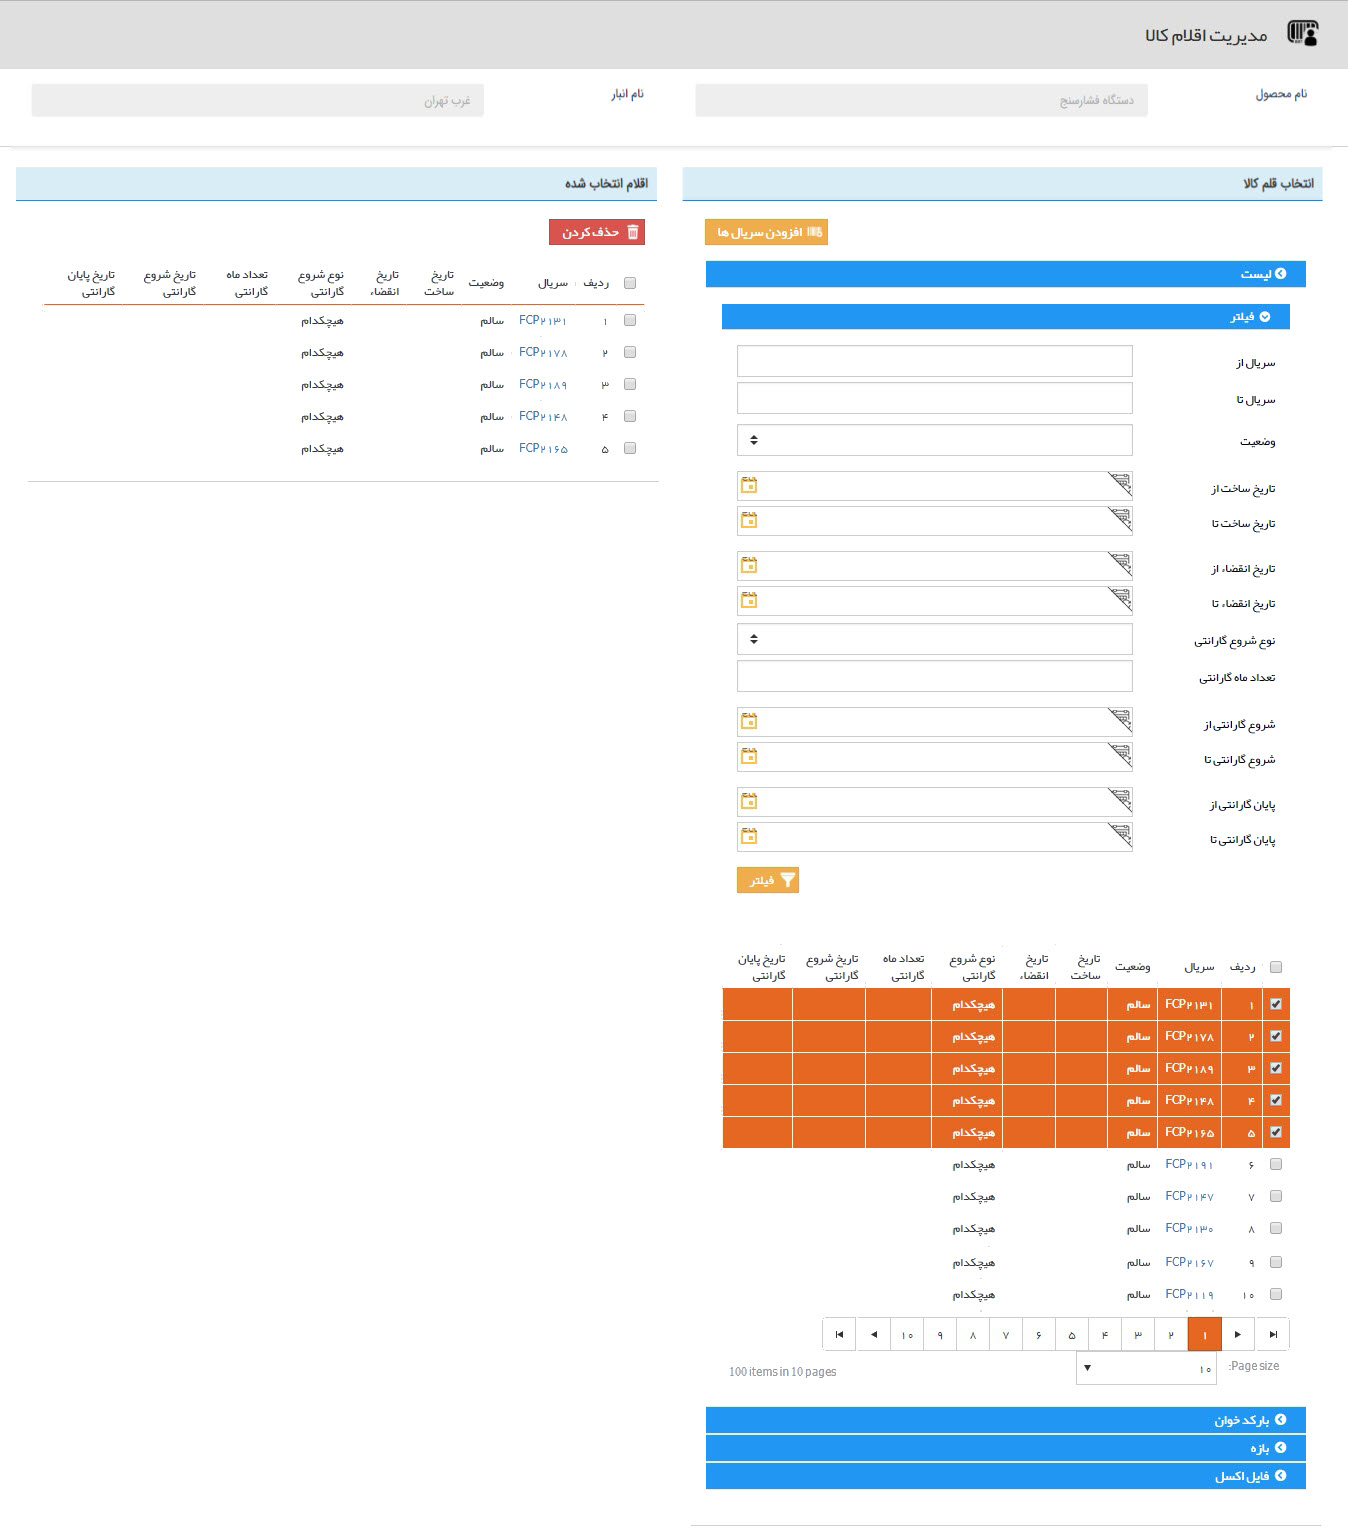 مدیریت اقلام کالا
نام محصول
دستگاه فشارسنج
نام انبار
غرب تهران
انتخاب قلم کالا
افزودن سریال ها
لیست
فیلتر
سریال از
سریال تا
وضعیت
تاریخ ساخت از
تاریخ ساخت تا
تاریخ انقضاء از
تاریخ انقضاء تا
نوع شروع گارانتی
تعداد ماه گارانتی
شروع گارانتی از
شروع گارانتی تا
پایان گارانتی از
پایان گارانتی تا
فیلتر
ردیف سریال وضعیت تاریخ ساخت تاریخ انقضاء نوع شروع گارانتی تعداد ماه گارانتی تاریخ شروع گارانتی تاریخ پایان گارانتی
۱ FCP۲۱۳۱ سالم هیچکدام
۲ FCP۲۱۷۸ سالم هیچکدام
۳ FCP۲۱۸۹ سالم هیچکدام
۴ FCP۲۱۴۸ سالم هیچکدام
۵ FCP۲۱۶۵ سالم هیچکدام
۶ FCP۲۱۹۱ سالم هیچکدام
۷ FCP۲۱۴۷ سالم هیچکدام
۸ FCP۲۱۳۰ سالم هیچکدام
۹ FCP۲۱۶۷ سالم هیچکدام
۱۰ FCP۲۱۱۹ سالم هیچکدام
۱ ۲ ۳ ۴ ۵ ۶ ۷ ۸ ۹ ۱۰
Page size: ۱۰
100 items in 10 pages
بارکد خوان
بازه
فایل اکسل
اقلام انتخاب شده
حذف کردن
ردیف سریال وضعیت تاریخ ساخت تاریخ انقضاء نوع شروع گارانتی تعداد ماه گارانتی تاریخ شروع گارانتی تاریخ پایان گارانتی
۱ FCP۲۱۳۱ سالم هیچکدام
۲ FCP۲۱۷۸ سالم هیچکدام
۳ FCP۲۱۸۹ سالم هیچکدام
۴ FCP۲۱۴۸ سالم هیچکدام
۵ FCP۲۱۶۵ سالم هیچکدام